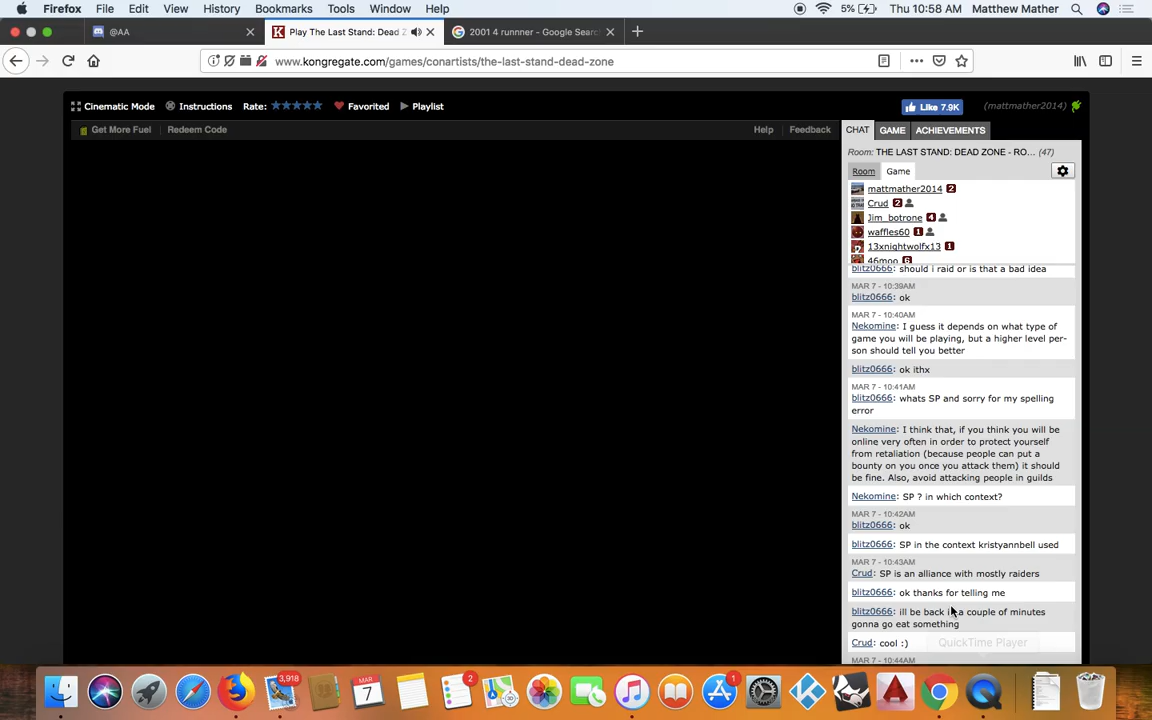 Firefox File Edit View History Bookmarks Tools Window Help 5% Thu 10:58 AM Matthew Mather
@AA Play The Last Stand: Dead Z 2001 4 runnner - Google Searc
www.kongregate.com/games/conartists/the-last-stand-dead-zone
Cinematic Mode Instructions Rate: Favorited Playlist Like 7.9K (mattmather2014)
Get More Fuel Redeem Code Help Feedback
CHAT GAME ACHIEVEMENTS
Room: THE LAST STAND: DEAD ZONE - RO... (47)
Room Game
mattmather2014 2
Crud 2
Jim_botrone 4
waffles60 1
13xnightwolfx13 1
46moo 6
blitz0666: should i raid or is that a bad idea
MAR 7 - 10:39AM
blitz0666: ok
MAR 7 - 10:40AM
Nekomine: I guess it depends on what type of
game you will be playing, but a higher level per-
son should tell you better
blitz0666: ok ithx
MAR 7 - 10:41AM
blitz0666: whats SP and sorry for my spelling
error
Nekomine: I think that, if you think you will be
online very often in order to protect yourself
from retaliation (because people can put a
bounty on you once you attack them) it should
be fine. Also, avoid attacking people in guilds
Nekomine: SP ? in which context?
MAR 7 - 10:42AM
blitz0666: ok
blitz0666: SP in the context kristyannbell used
MAR 7 - 10:43AM
Crud: SP is an alliance with mostly raiders
blitz0666: ok thanks for telling me
blitz0666: ill be back in a couple of minutes
gonna go eat something
Crud: cool :)
QuickTime Player
MAR 7 - 10:44AM
3,918
MAR
7
2
1